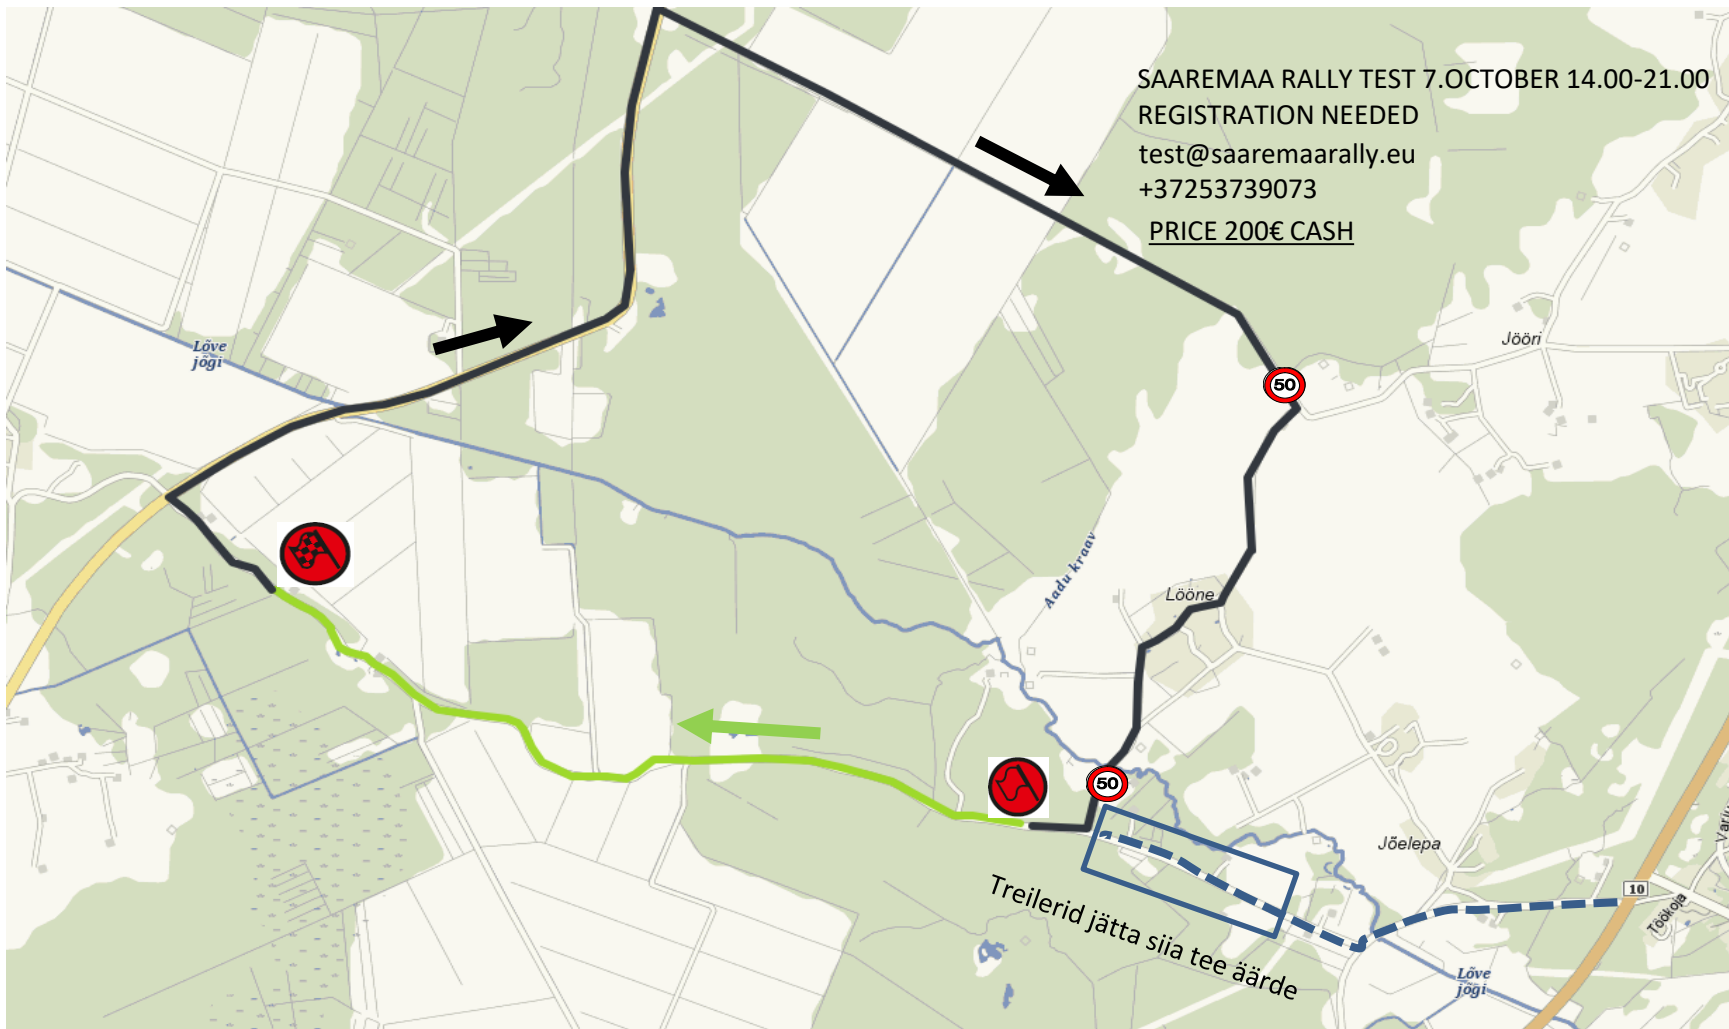 SAAREMAA RALLY TEST 7.OCTOBER 14.00-21.00
REGISTRATION NEEDED
test@saaremaarally.eu
+37253739073
PRICE 200€ CASH
Lõve
jõgi
Jööri
50
Aadu kraav
Lööne
50
Jõelepa
10
Töökoja
Treilerid jätta siia tee äärde
Lõve
jõgi